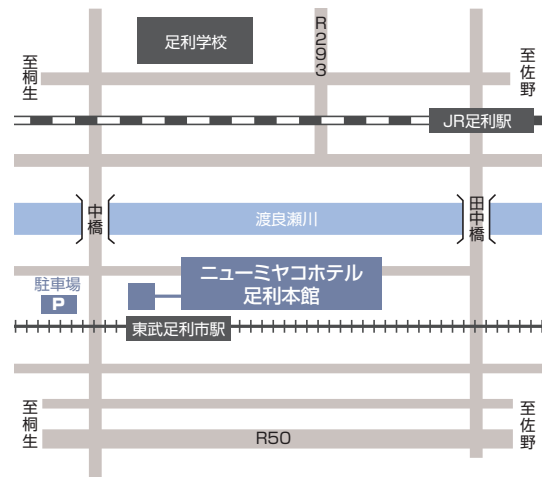 足利学校
R293
至桐生
至佐野
JR足利駅
中橋
渡良瀬川
田中橋
ニューミヤコホテル
足利本館
駐車場
P
東武足利市駅
至桐生
至佐野
R50